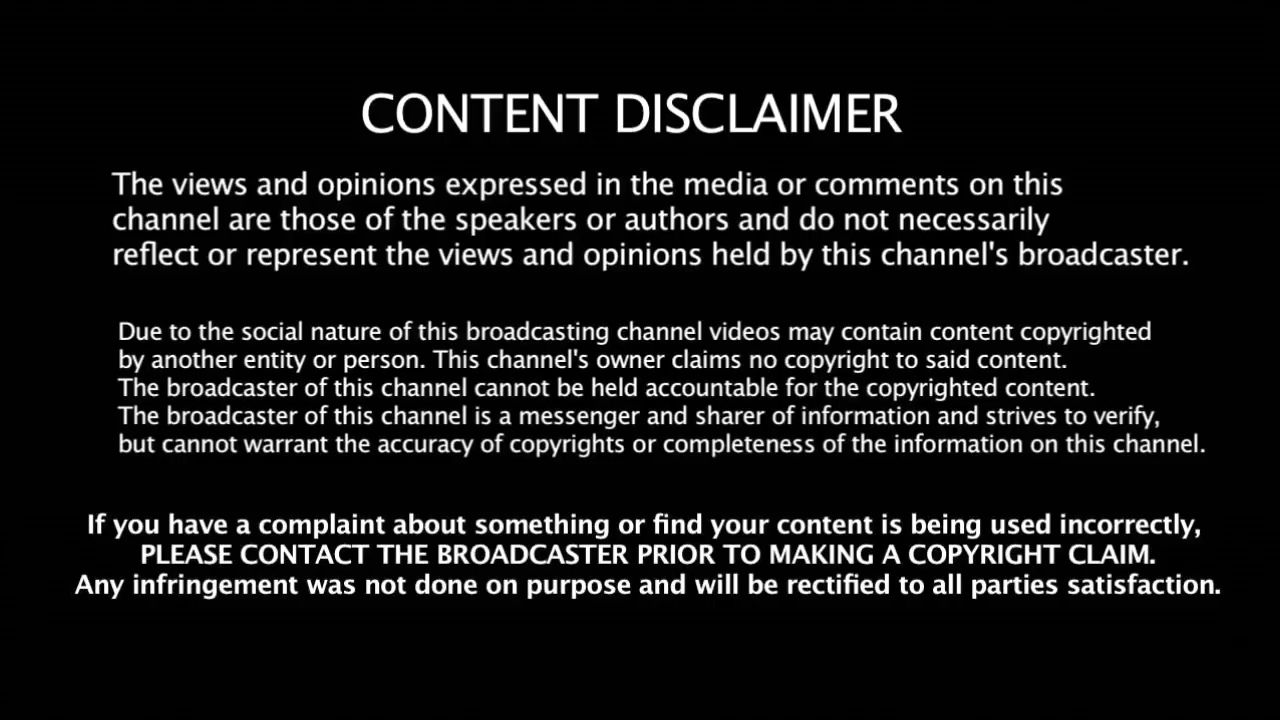 CONTENT DISCLAIMER
The views and opinions expressed in the media or comments on this
channel are those of the speakers or authors and do not necessarily
reflect or represent the views and opinions held by this channel's broadcaster.
Due to the social nature of this broadcasting channel videos may contain content copyrighted
by another entity or person. This channel's owner claims no copyright to said content.
The broadcaster of this channel cannot be held accountable for the copyrighted content.
The broadcaster of this channel is a messenger and sharer of information and strives to verify,
but cannot warrant the accuracy of copyrights or completeness of the information on this channel.
If you have a complaint about something or find your content is being used incorrectly,
PLEASE CONTACT THE BROADCASTER PRIOR TO MAKING A COPYRIGHT CLAIM.
Any infringement was not done on purpose and will be rectified to all parties satisfaction.